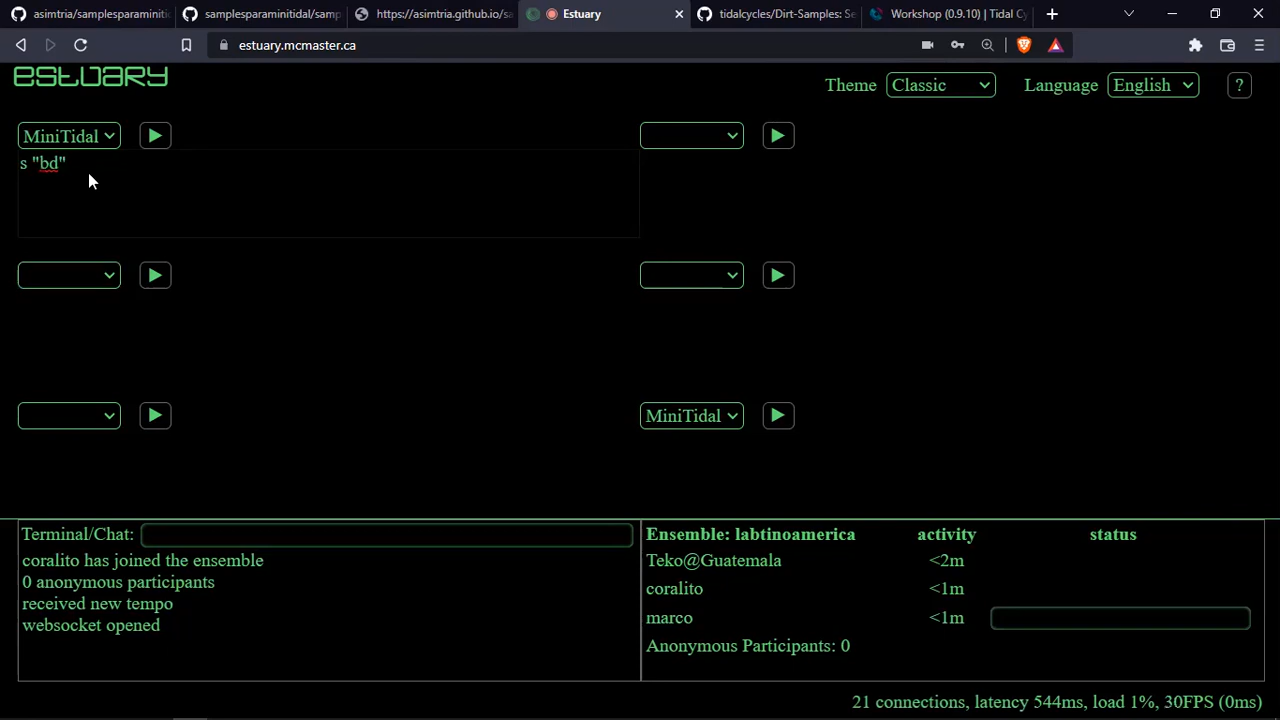 asimtria/samplesparaminiti
samplesparaminitidal/samp
https://asimtria.github.io/sa
Estuary
tidalcycles/Dirt-Samples: Se
Workshop (0.9.10) | Tidal Cy
estuary.mcmaster.ca
estuary
Theme Classic Language English ?
MiniTidal
s "bd"
MiniTidal
Terminal/Chat:
coralito has joined the ensemble
0 anonymous participants
received new tempo
websocket opened
Ensemble: labtinoamerica activity status
Teko@Guatemala <2m
coralito <1m
marco <1m
Anonymous Participants: 0
21 connections, latency 544ms, load 1%, 30FPS (0ms)